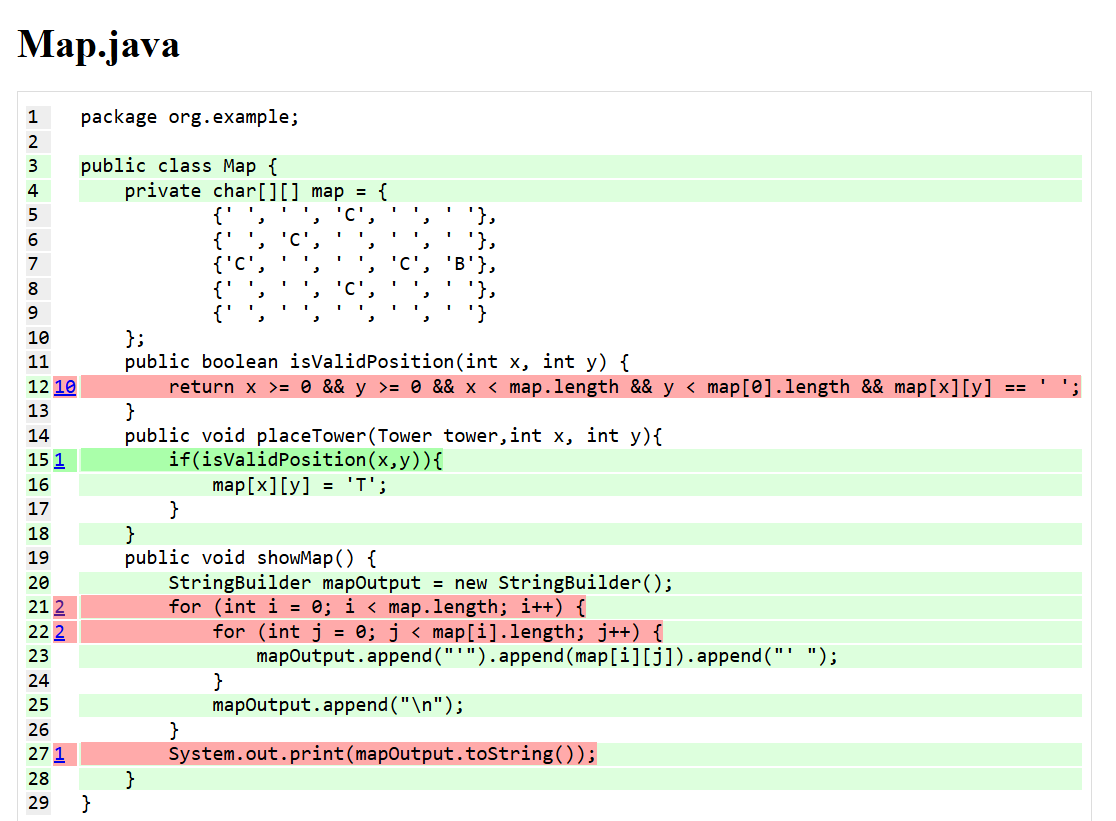 Map.java
1 package org.example;
2
3 public class Map {
4     private char[][] map = {
5             {' ', ' ', 'C', ' ', ' '},
6             {' ', 'C', ' ', ' ', ' '},
7             {'C', ' ', ' ', 'C', 'B'},
8             {' ', ' ', 'C', ' ', ' '},
9             {' ', ' ', ' ', ' ', ' '}
10     };
11     public boolean isValidPosition(int x, int y) {
12 10         return x >= 0 && y >= 0 && x < map.length && y < map[0].length && map[x][y] == ' ';
13     }
14     public void placeTower(Tower tower,int x, int y){
15 1         if(isValidPosition(x,y)){
16             map[x][y] = 'T';
17         }
18     }
19     public void showMap() {
20         StringBuilder mapOutput = new StringBuilder();
21 2         for (int i = 0; i < map.length; i++) {
22 2             for (int j = 0; j < map[i].length; j++) {
23                 mapOutput.append("'").append(map[i][j]).append("' ");
24             }
25             mapOutput.append("\n");
26         }
27 1         System.out.print(mapOutput.toString());
28     }
29 }